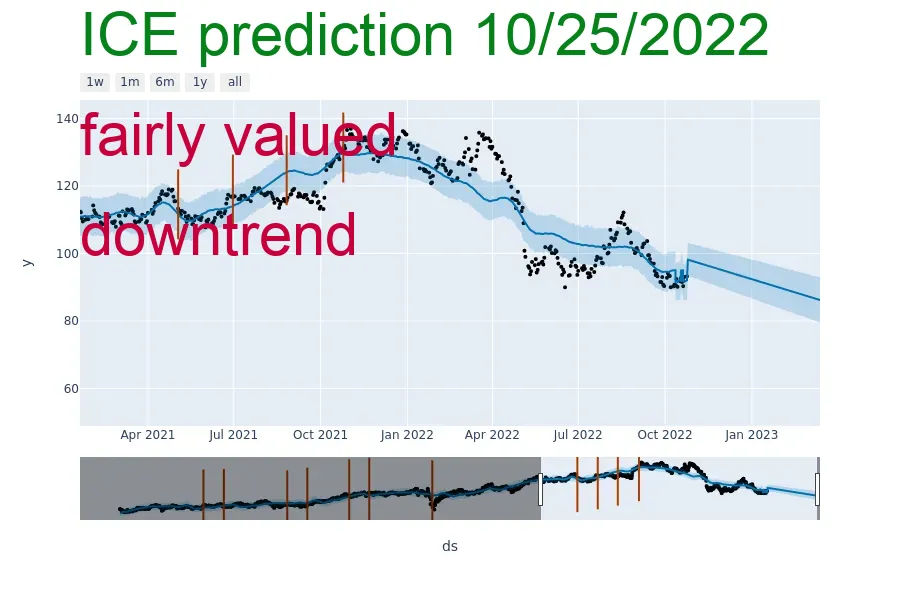 ICE prediction 10/25/2022
1w 1m 6m 1y all
fairly valued
downtrend
140
120
100
80
60
y
Apr 2021 Jul 2021 Oct 2021 Jan 2022 Apr 2022 Jul 2022 Oct 2022 Jan 2023
ds